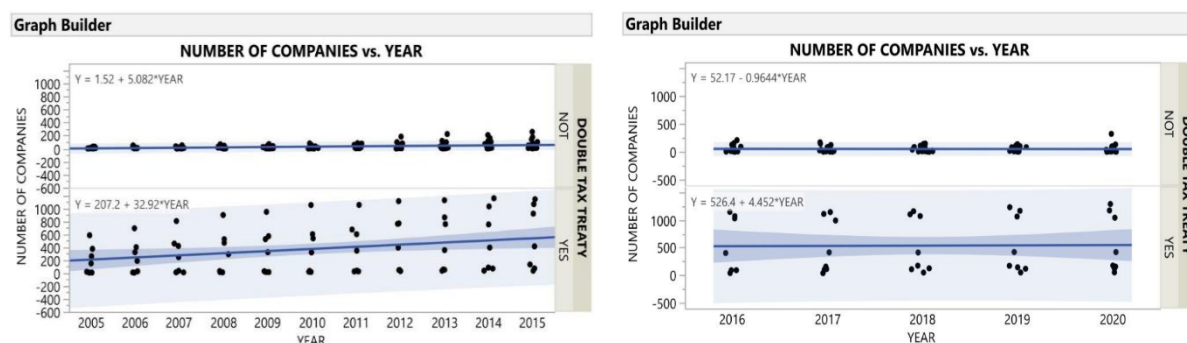 Graph Builder
NUMBER OF COMPANIES vs. YEAR
Y = 1.52 + 5.082*YEAR
1000
800
600
400
200
0
-200
-400
-600
NOT
Y = 207.2 + 32.92*YEAR
1000
800
600
400
200
0
-200
-400
-600
YES
NUMBER OF COMPANIES
DOUBLE TAX TREATY
2005 2006 2007 2008 2009 2010 2011 2012 2013 2014 2015
YEAR
Graph Builder
NUMBER OF COMPANIES vs. YEAR
Y = 52.17 - 0.9644*YEAR
1000
500
0
-500
NOT
Y = 526.4 + 4.452*YEAR
1000
500
0
-500
YES
NUMBER OF COMPANIES
DOUBLE TAX TREATY
2016 2017 2018 2019 2020
YEAR